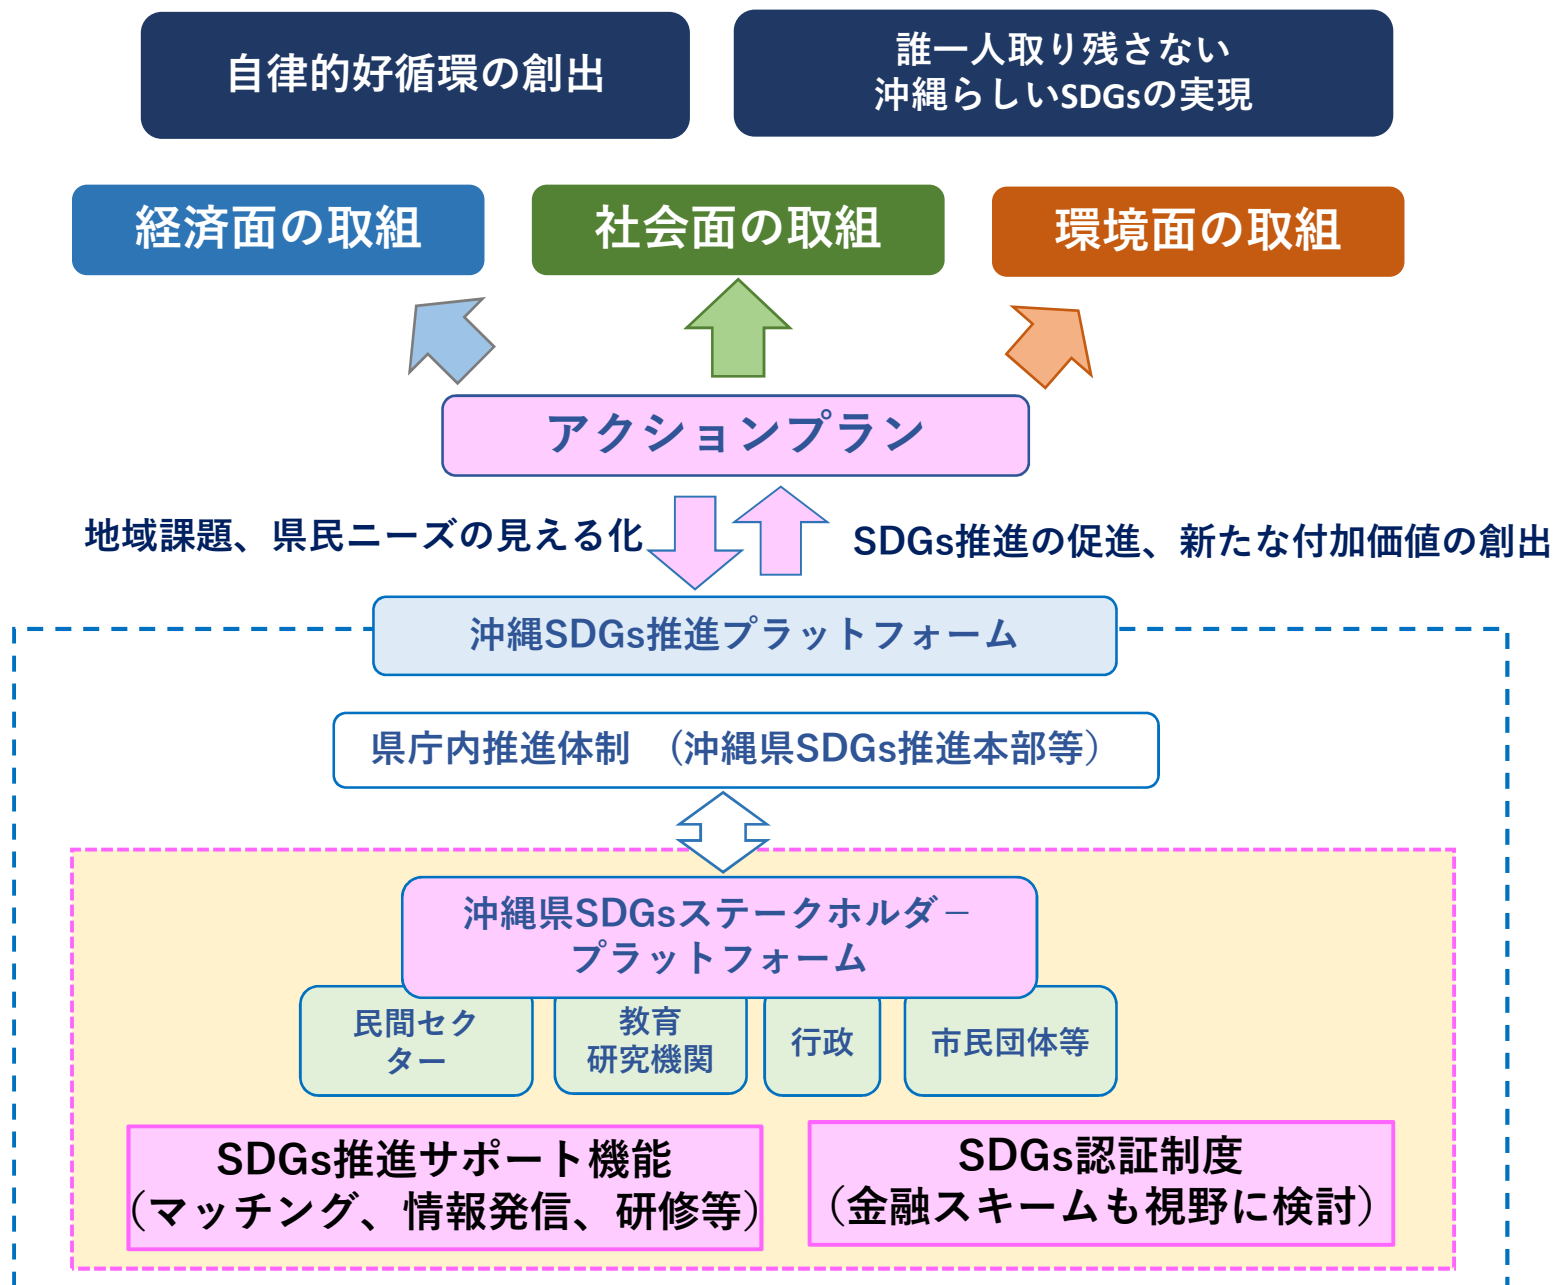 自律的好循環の創出
誰一人取り残さない
沖縄らしいSDGsの実現
経済面の取組
社会面の取組
環境面の取組
アクションプラン
地域課題、県民ニーズの見える化
SDGs推進の促進、新たな付加価値の創出
沖縄SDGs推進プラットフォーム
県庁内推進体制 （沖縄県SDGs推進本部等）
沖縄県SDGsステークホルダ－
プラットフォーム
民間セク
ター
教育
研究機関
行政
市民団体等
SDGs推進サポート機能
（マッチング、情報発信、研修等）
SDGs認証制度
（金融スキームも視野に検討）